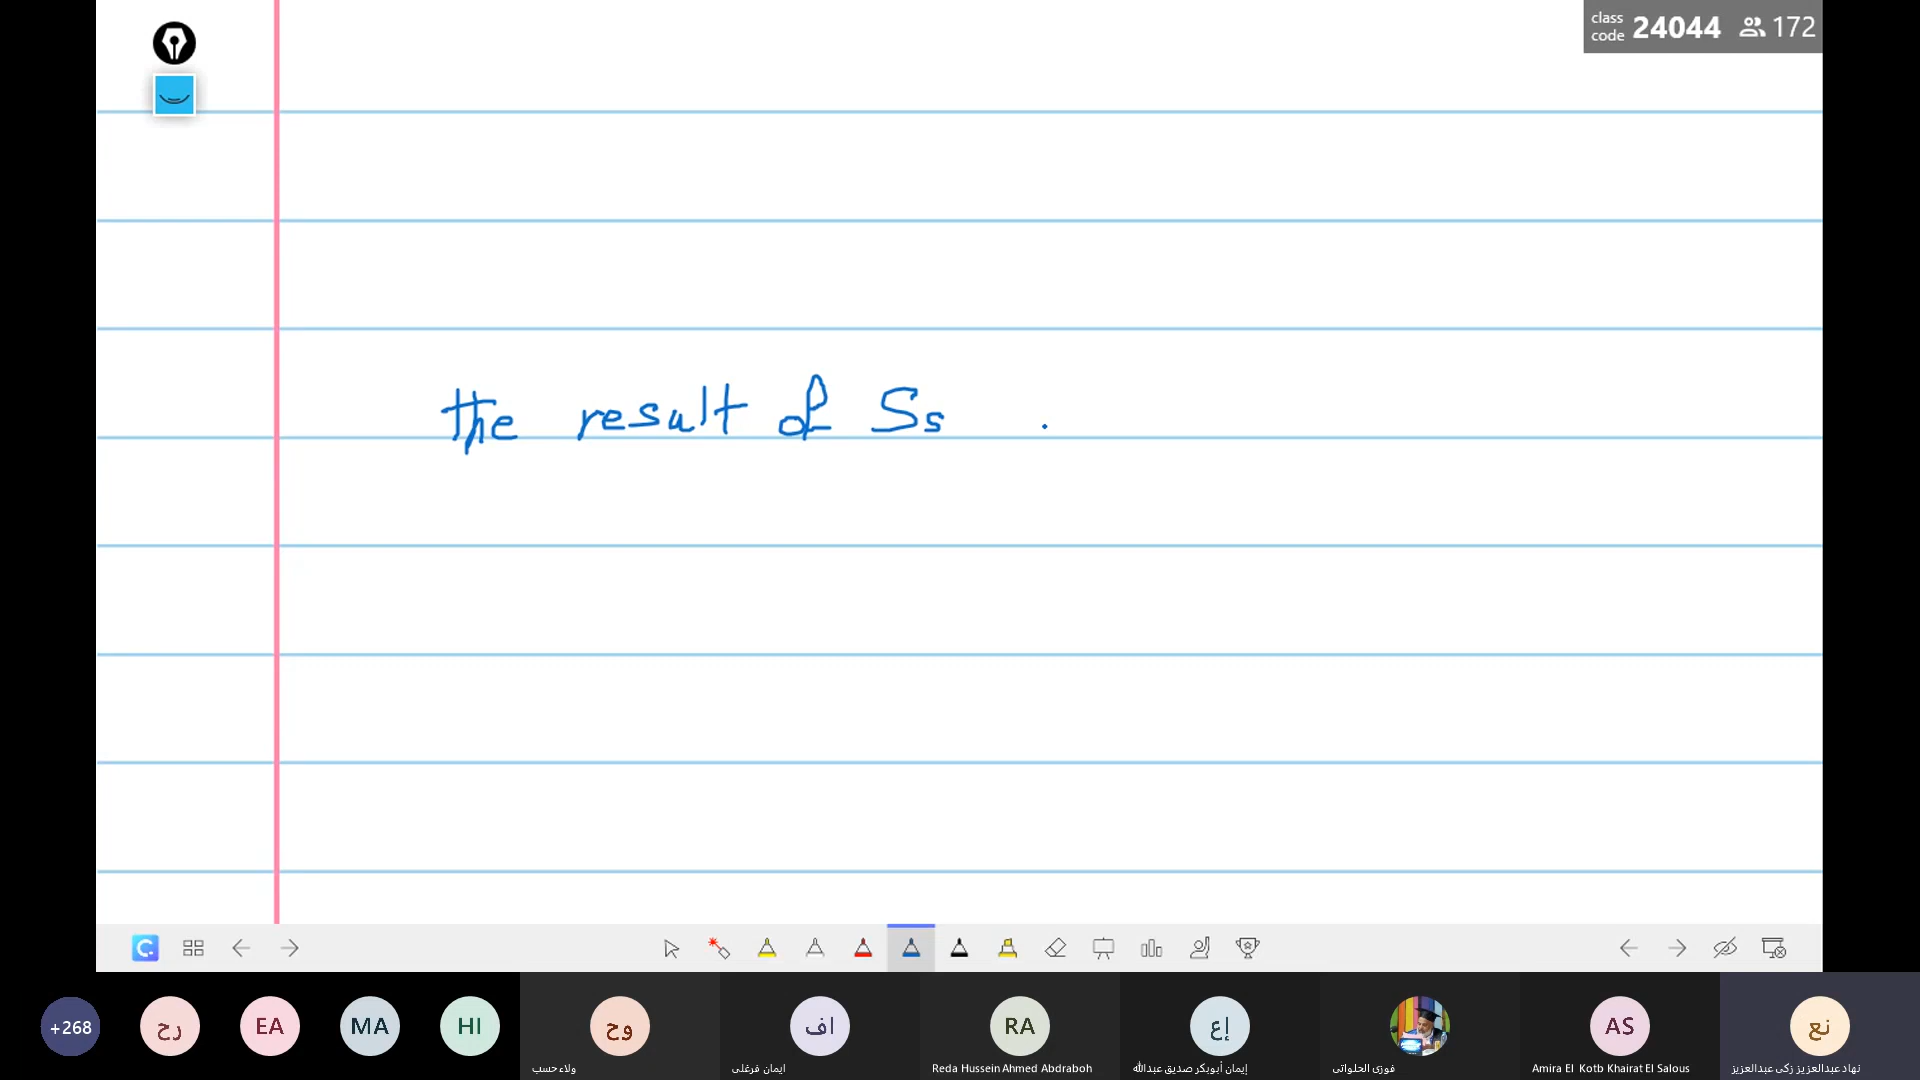 class code 24044 172
the result of Ss .
C.
+268
رح
EA
MA
HI
وح
اف
RA
إع
AS
نع
ولاء حسب
ايمان فرغلى
Reda Hussein Ahmed Abdraboh
إيمان أبوبكر صديق عبدالله
فوزى الحلوانى
Amira El Kotb Khairat El Salous
نهاد عبدالعزيز زكى عبدالعزيز